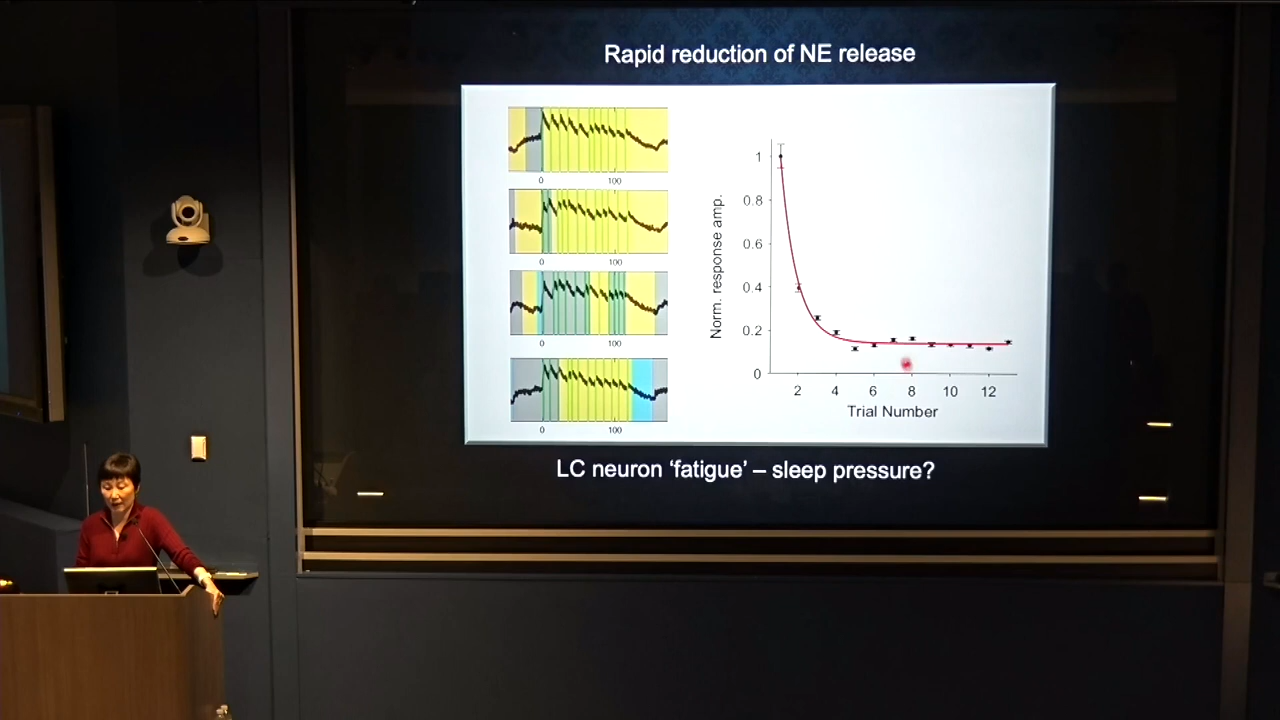 Rapid reduction of NE release
0 100
0 100
0 100
0 100
Norm. response amp.
1
0.8
0.6
0.4
0.2
0
2 4 6 8 10 12
Trial Number
LC neuron ‘fatigue’ – sleep pressure?